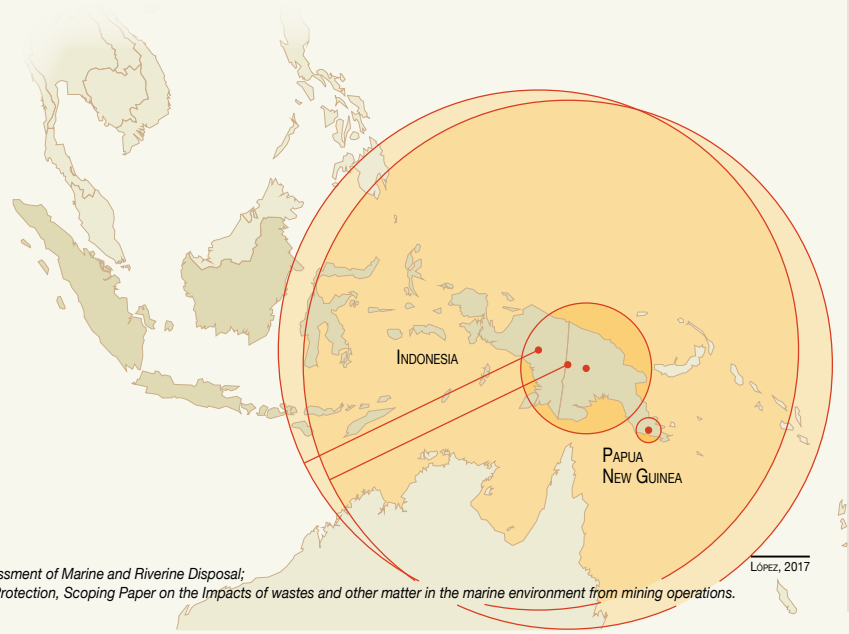 INDONESIA
PAPUA
NEW GUINEA
LÓPEZ, 2017
ssment of Marine and Riverine Disposal;
Protection, Scoping Paper on the Impacts of wastes and other matter in the marine environment from mining operations.